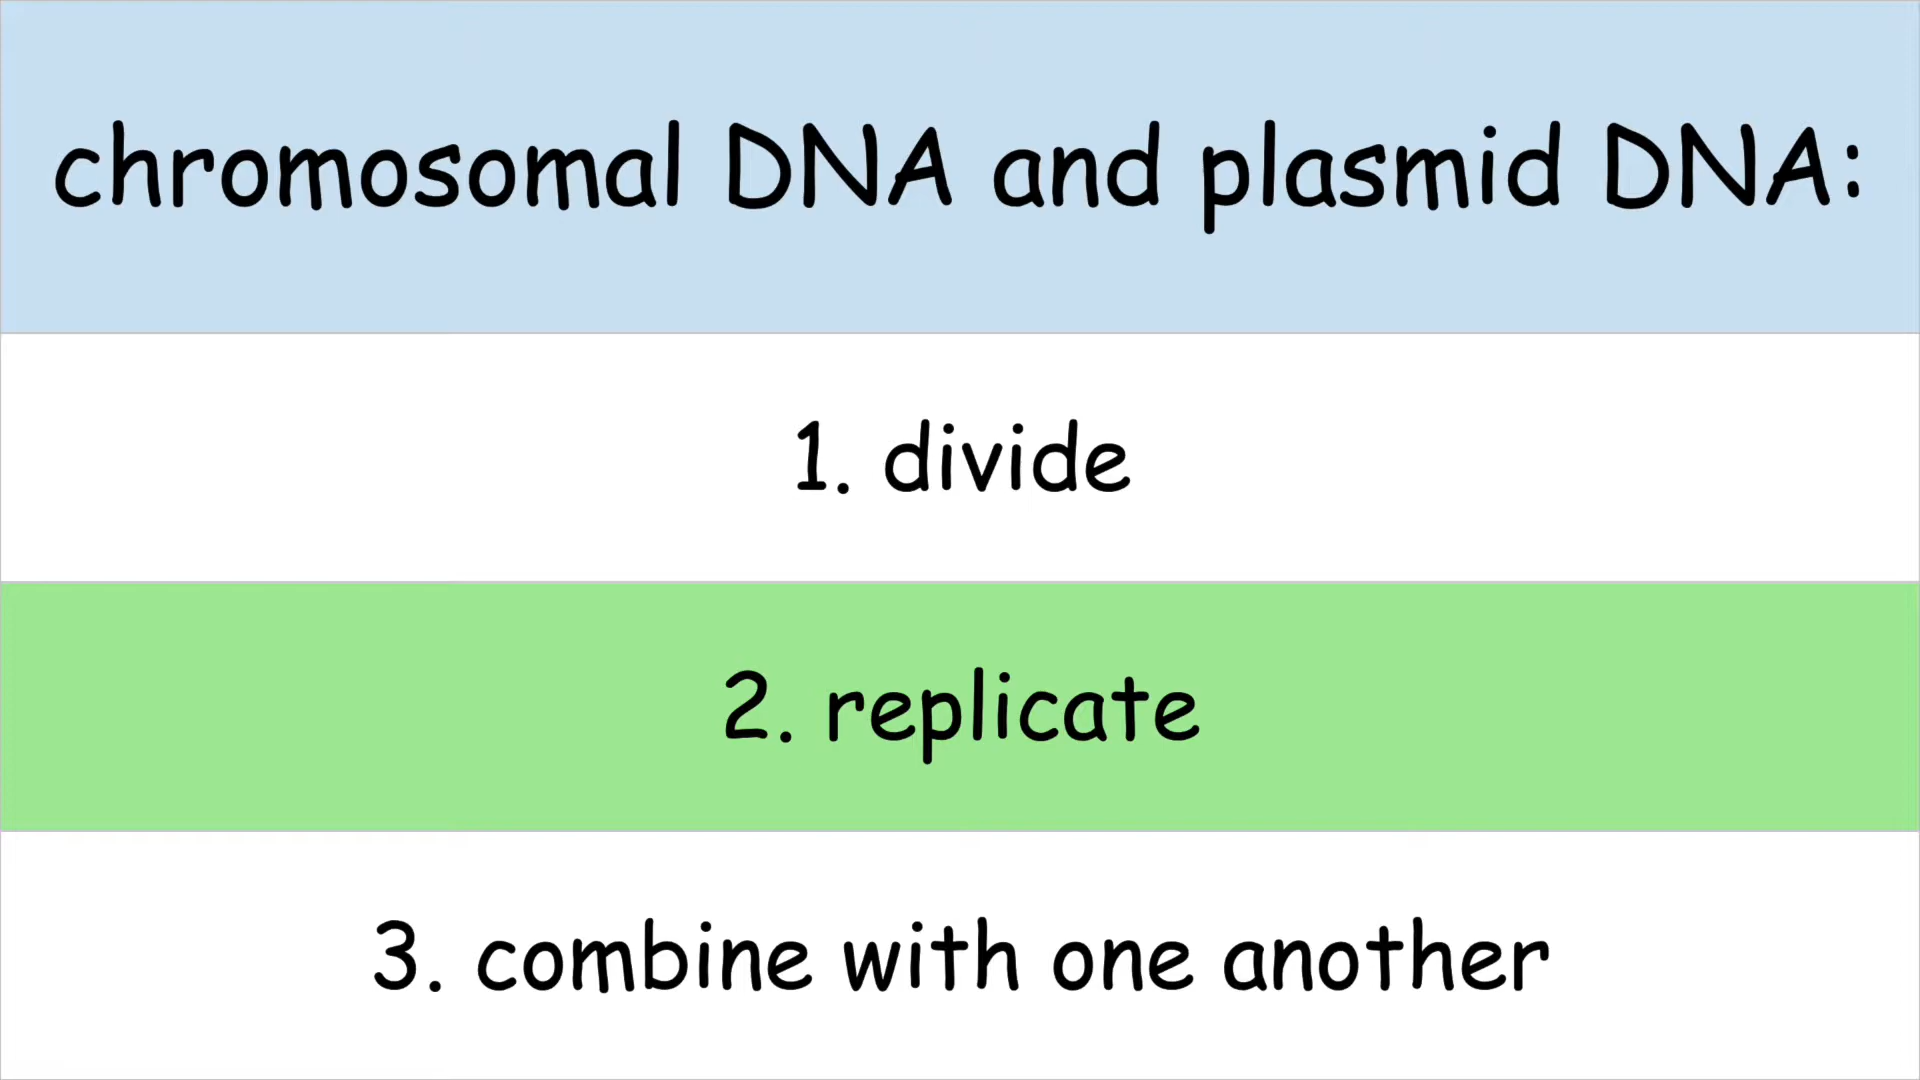 chromosomal DNA and plasmid DNA:
1. divide
2. replicate
3. combine with one another